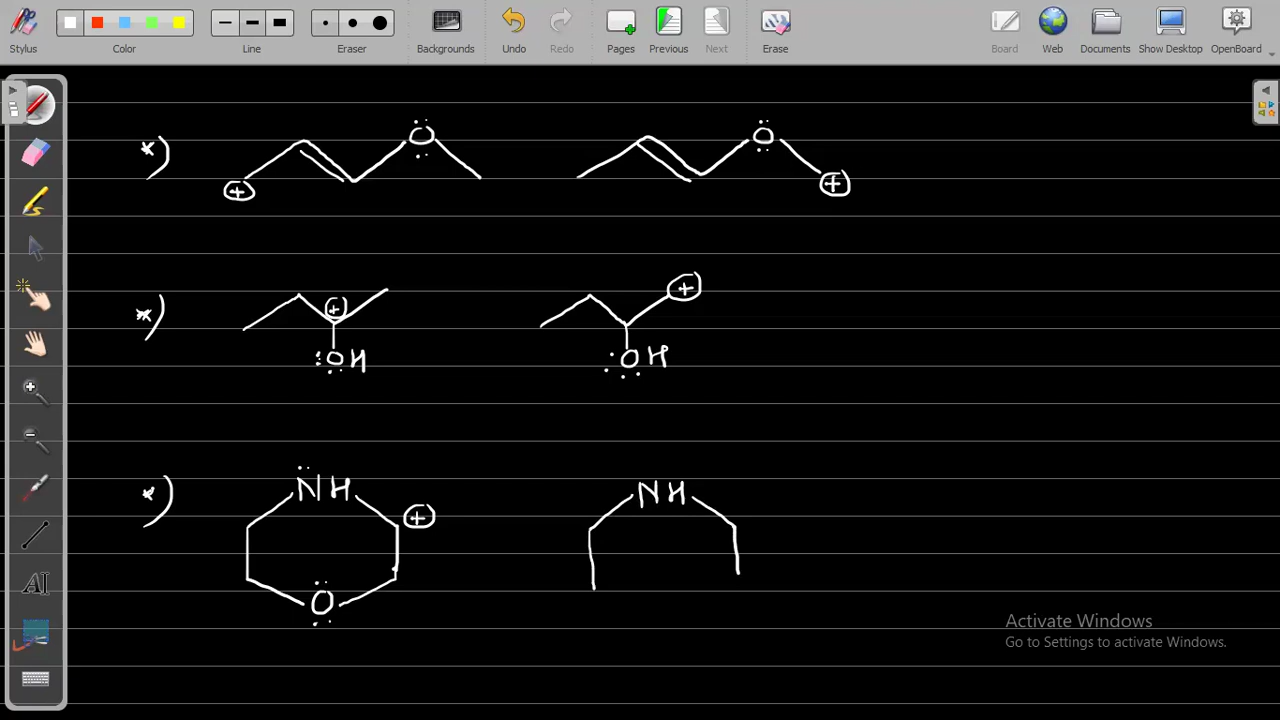 Stylus Color Line Eraser Backgrounds Undo Redo Pages Previous Next Erase Board Web Documents Show Desktop OpenBoard
*) O +
+
*) + +
OH OH
*) NH + NH
O
AI
Activate Windows
Go to Settings to activate Windows.